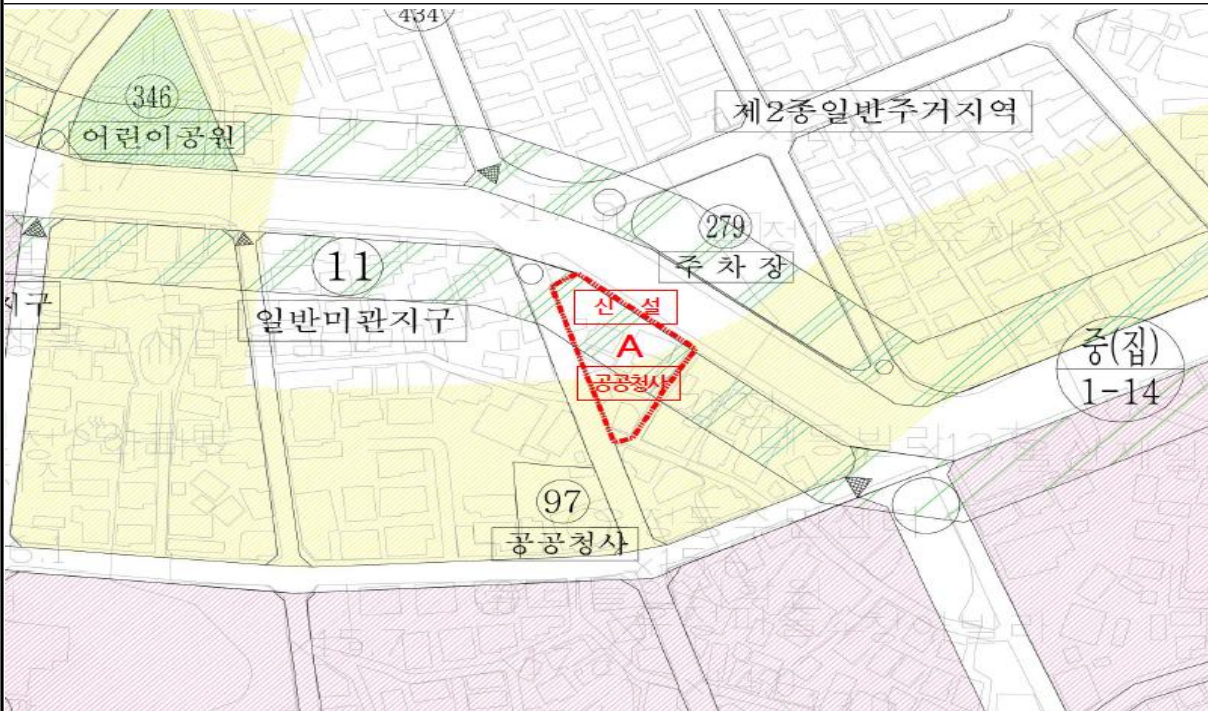 434
346
어린이공원
제2종일반주거지역
279
주 차 장
11
일반미관지구
지구
신 설
A
공공청사
중(집)
1-14
97
공공청사